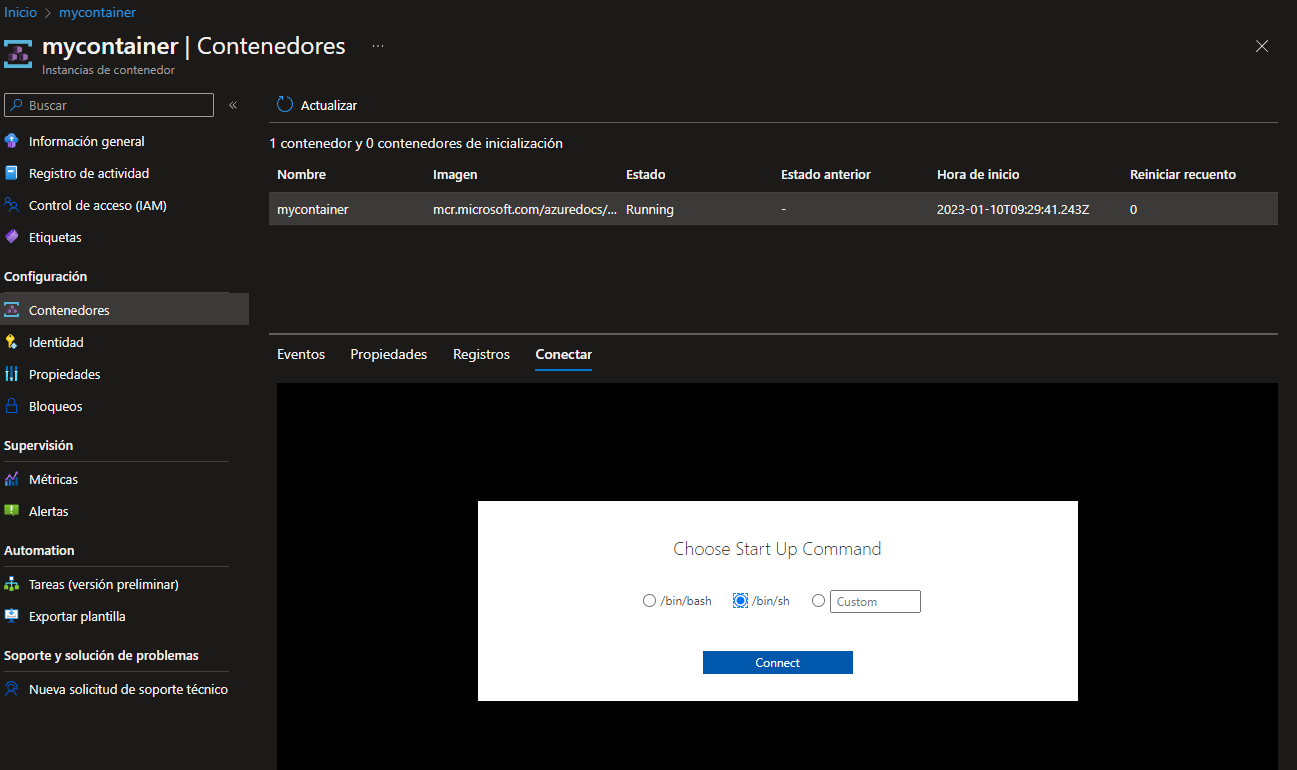 Inicio > mycontainer
mycontainer | Contenedores ...
Instancias de contenedor
Buscar «
Información general
Registro de actividad
Control de acceso (IAM)
Etiquetas
Configuración
Contenedores
Identidad
Propiedades
Bloqueos
Supervisión
Métricas
Alertas
Automation
Tareas (versión preliminar)
Exportar plantilla
Soporte y solución de problemas
Nueva solicitud de soporte técnico
Actualizar
1 contenedor y 0 contenedores de inicialización
Nombre Imagen Estado Estado anterior Hora de inicio Reiniciar recuento
mycontainer mcr.microsoft.com/azuredocs/... Running - 2023-01-10T09:29:41.243Z 0
Eventos Propiedades Registros Conectar
Choose Start Up Command
/bin/bash /bin/sh Custom
Connect